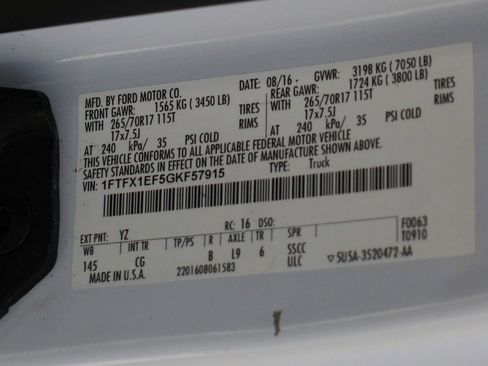 MFD. BY FORD MOTOR CO.
DATE: 08/16 GVWR: 3198 KG ( 7050 LB)
FRONT GAWR: 1565 KG ( 3450 LB) REAR GAWR: 1724 KG ( 3800 LB)
WITH 265/70R17 115T TIRES WITH 265/70R17 115T TIRES
17x7.5J RIMS 17x7.5J RIMS
AT 240 kPa/ 35 PSI COLD AT 240 kPa/ 35 PSI COLD
THIS VEHICLE CONFORMS TO ALL APPLICABLE FEDERAL MOTOR VEHICLE
SAFETY STANDARDS IN EFFECT ON THE DATE OF MANUFACTURE SHOWN ABOVE.
VIN: 1FTFX1EF5GKF57915 TYPE: Truck
EXT PNT: YZ RC: 16 DSO: F0063
WB INT TR TP/PS R AXLE TR SPR T0910
145 CG B L9 6 SSCC
MADE IN U.S.A. 2201608061583 ULC 5U5A-3520472-AA